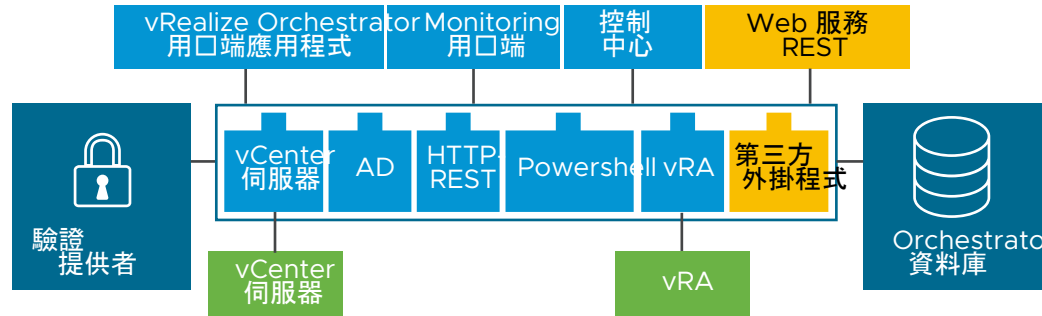 vRealize Orchestrator
用□端應用程式
Monitoring
用□端
控制
中心
Web 服務
REST
vCenter
伺服器
AD
HTTP-
REST
Powershell
vRA
第三方
外掛程式
驗證
提供者
Orchestrato
資料庫
vCenter
伺服器
vRA